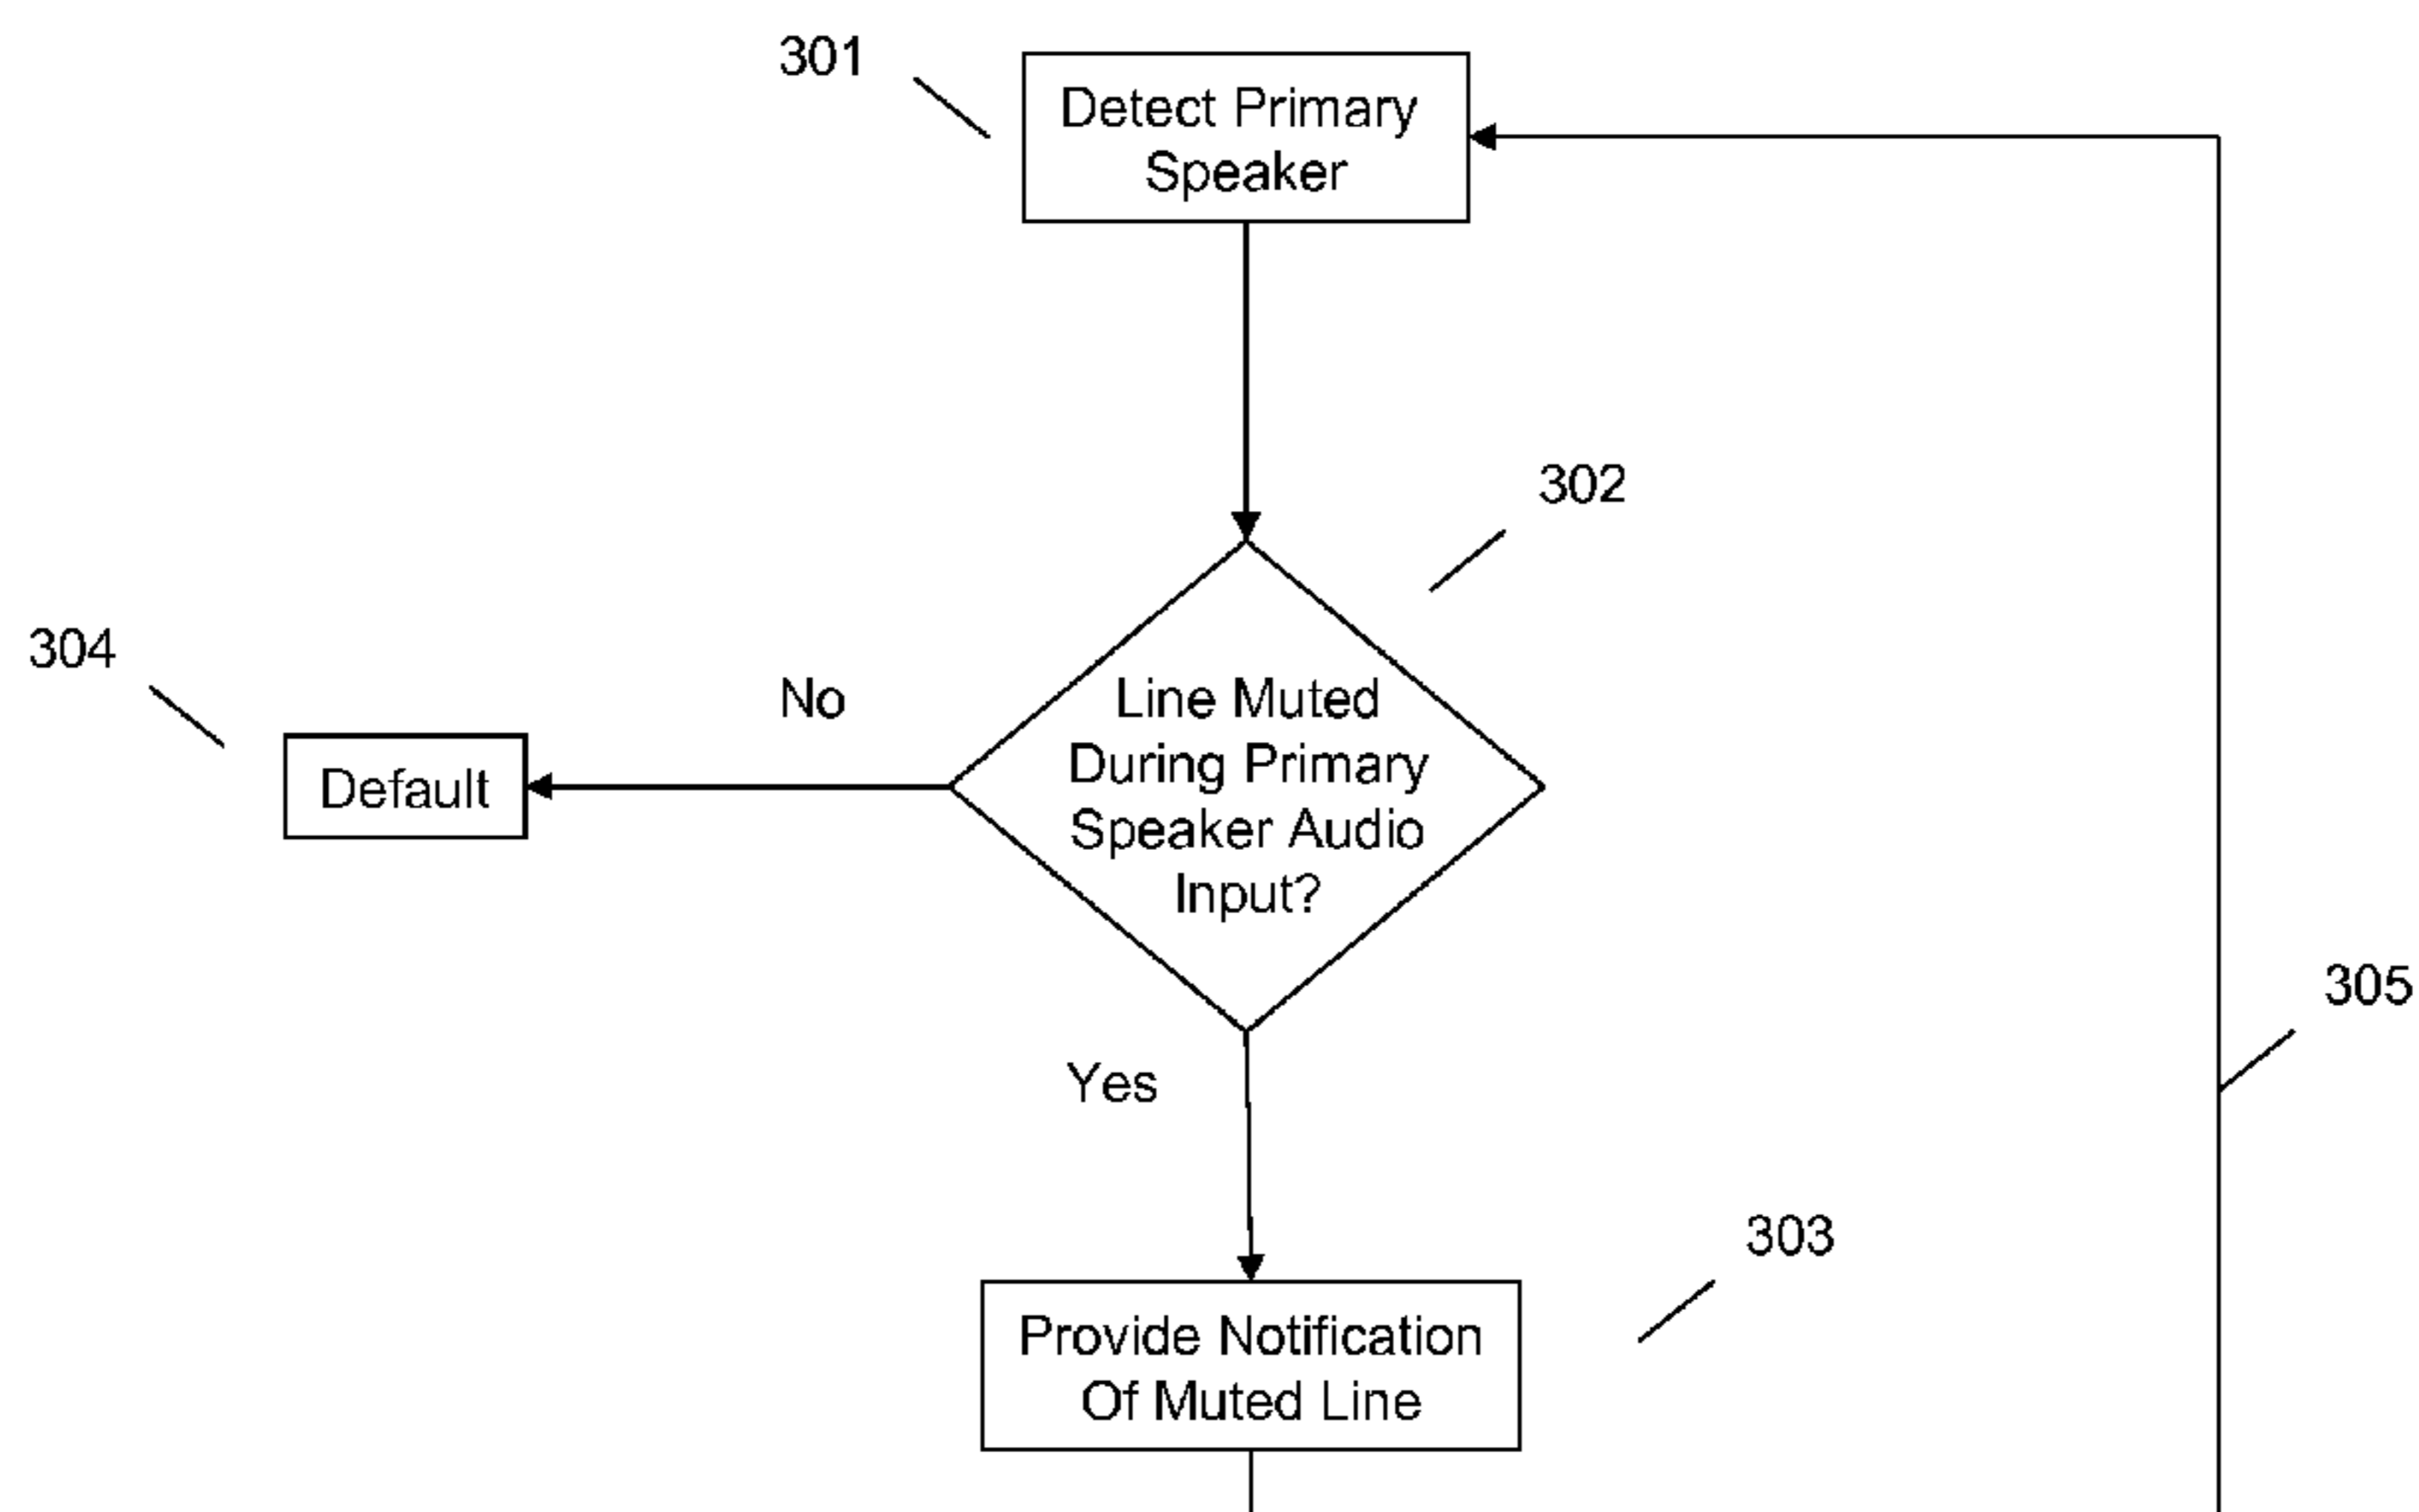 301
Detect Primary
Speaker
302
304
No
Line Muted
During Primary
Speaker Audio
Input?
Default
305
Yes
303
Provide Notification
Of Muted Line